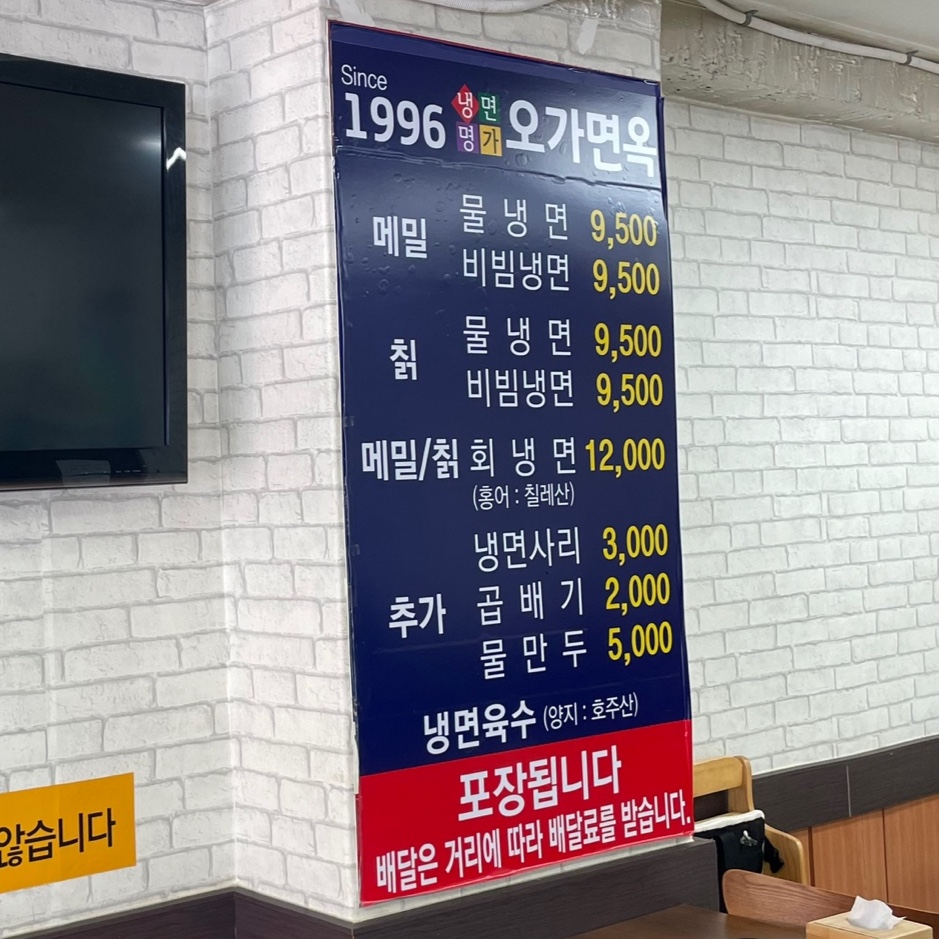 Since
1996 냉면명가 오가면옥
메밀 물냉면 9,500
비빔냉면 9,500
칡 물냉면 9,500
비빔냉면 9,500
메밀/칡 회냉면 12,000
(홍어 : 칠레산)
냉면사리 3,000
추가 곱배기 2,000
물만두 5,000
냉면육수 (양지 : 호주산)
포장됩니다
배달은 거리에 따라 배달료를 받습니다.
않습니다